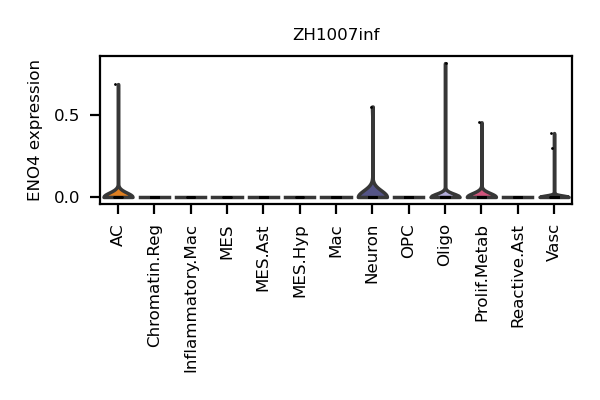 ZH1007inf
ENO4 expression
0.5
0.0
AC
Chromatin.Reg
Inflammatory.Mac
MES
MES.Ast
MES.Hyp
Mac
Neuron
OPC
Oligo
Prolif.Metab
Reactive.Ast
Vasc